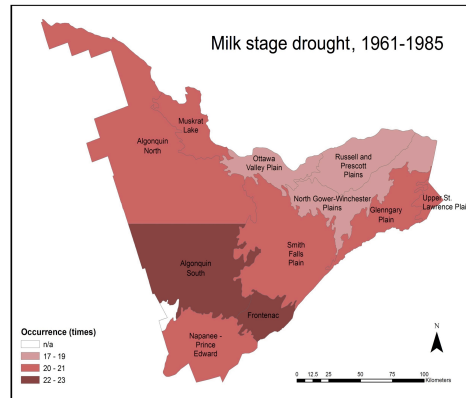 Milk stage drought, 1961-1985
Muskrat
Lake
Algonquin
North
Ottawa
Valley Plain
Russell and
Prescott
Plains
North Gower-Winchester
Plains
Glenngary
Plain
Upper St.
Lawrence Plain
Smith
Falls
Plain
Algonquin
South
Frontenac
Napanee -
Prince
Edward
Occurrence (times)
n/a
17 - 19
20 - 21
22 - 23
N
0 12.5 25 50 75 100
Kilometers